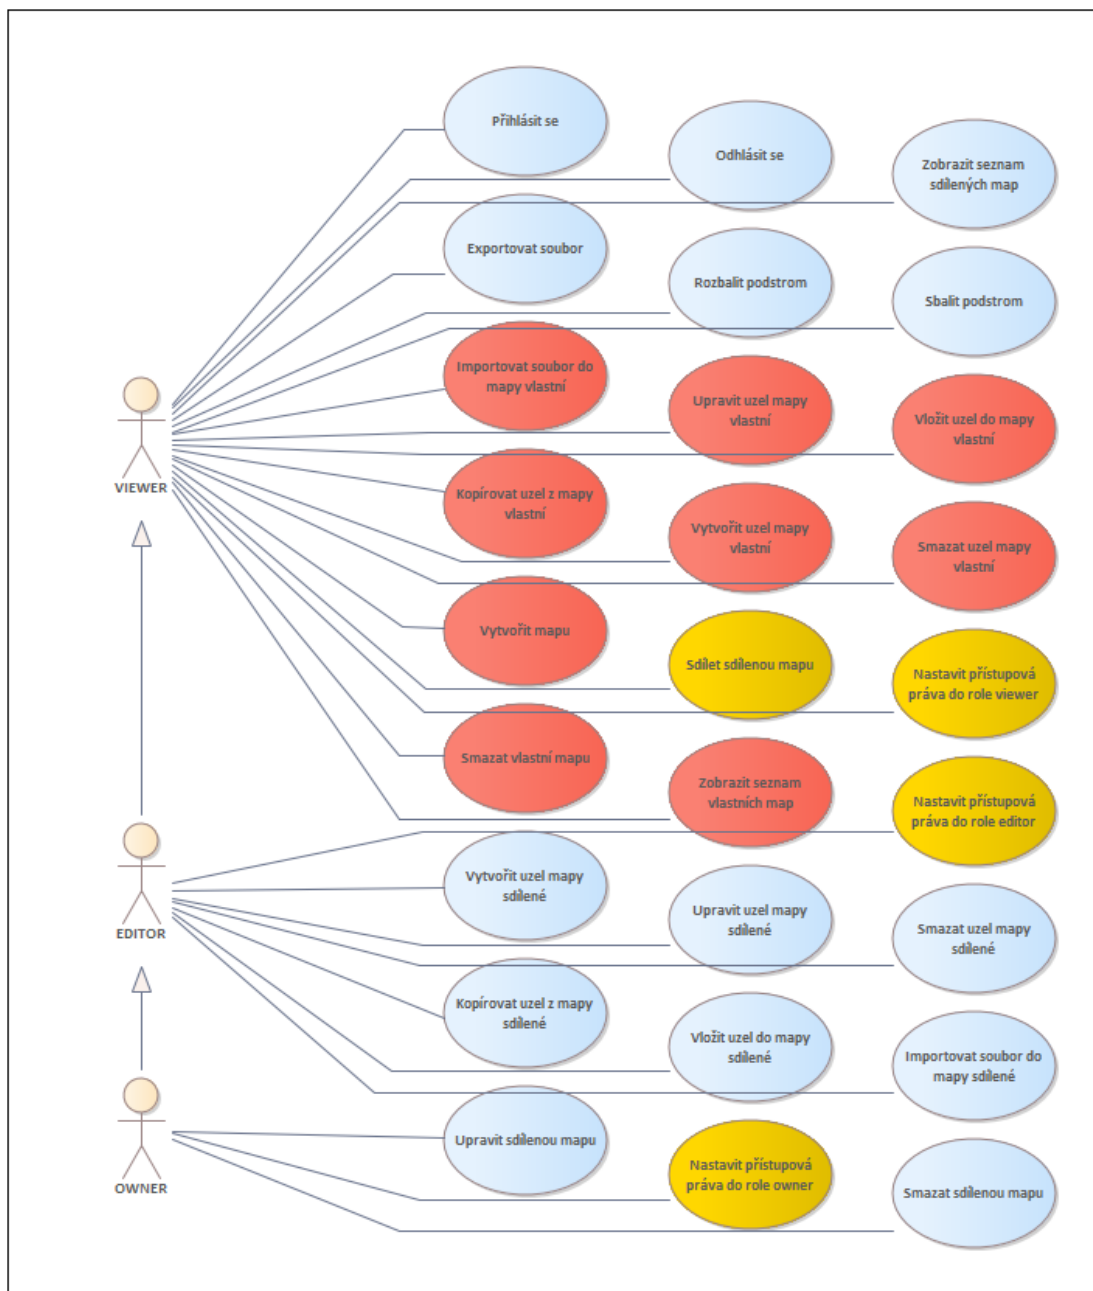 Přihlásit se
Odhlásit se
Zobrazit seznam
sdílených map
Exportovat soubor
Rozbalit podstrom
Sbalit podstrom
Importovat soubor do
mapy vlastní
Upravit uzel mapy
vlastní
Vložit uzel do mapy
vlastní
VIEWER
Kopírovat uzel z mapy
vlastní
Vytvořit uzel mapy
vlastní
Smazat uzel mapy
vlastní
Vytvořit mapu
Sdílet sdílenou mapu
Nastavit přístupová
práva do role viewer
Smazat vlastní mapu
Zobrazit seznam
vlastních map
Nastavit přístupová
práva do role editor
EDITOR
Vytvořit uzel mapy
sdílené
Upravit uzel mapy
sdílené
Smazat uzel mapy
sdílené
Kopírovat uzel z mapy
sdílené
Vložit uzel do mapy
sdílené
Importovat soubor do
mapy sdílené
OWNER
Upravit sdílenou mapu
Nastavit přístupová
práva do role owner
Smazat sdílenou mapu